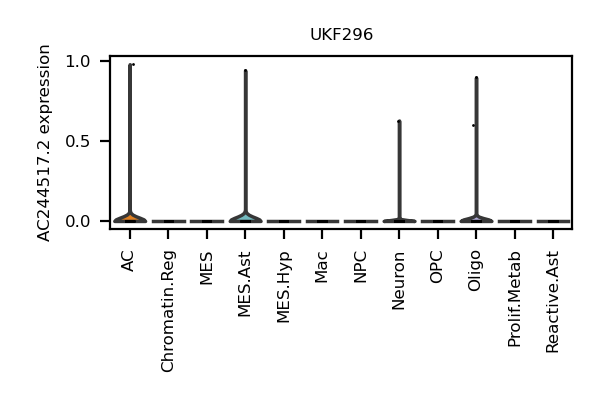 UKF296
AC244517.2 expression
1.0
0.5
0.0
AC
Chromatin.Reg
MES
MES.Ast
MES.Hyp
Mac
NPC
Neuron
OPC
Oligo
Prolif.Metab
Reactive.Ast